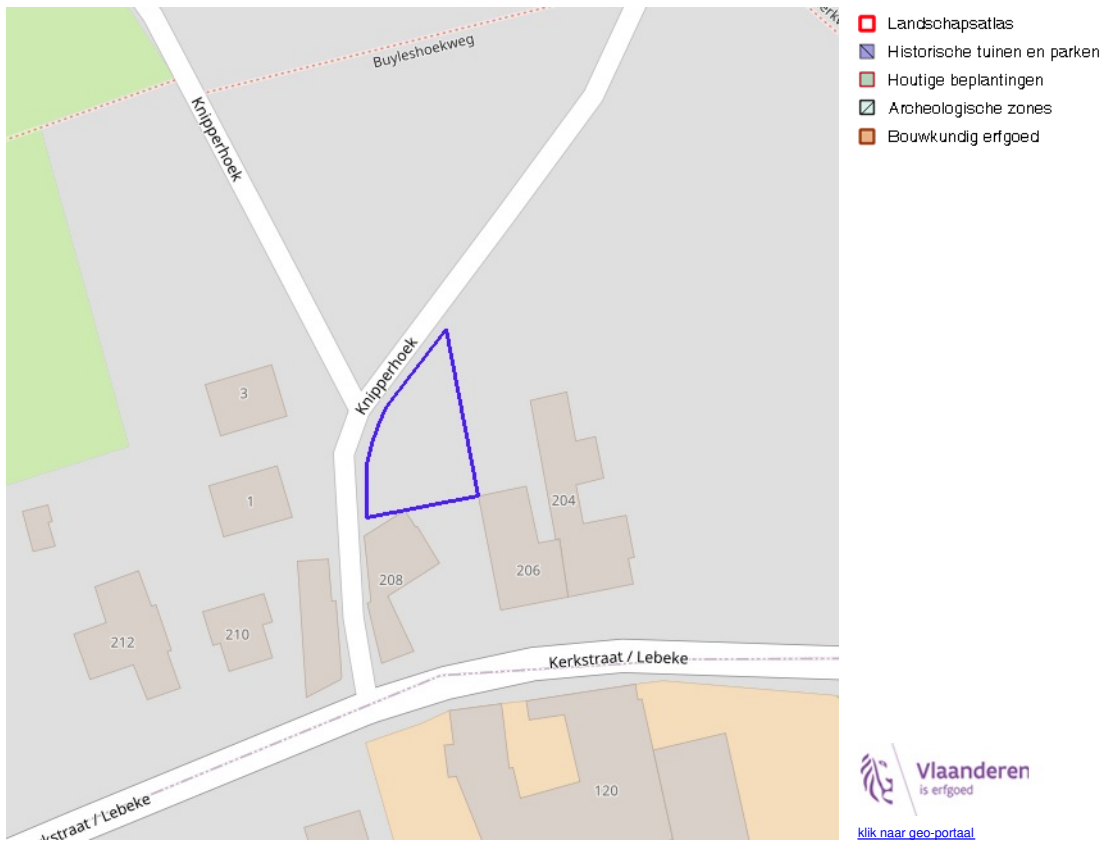 Buyleshoekweg
Knipperhoek
Knipperhoek
3
1
204
206
208
210
212
Kerkstraat / Lebeke
kstraat / Lebeke
120
Landschapsatlas
Historische tuinen en parken
Houtige beplantingen
Archeologische zones
Bouwkundig erfgoed
Vlaanderen
is erfgoed
klik naar geo-portaal